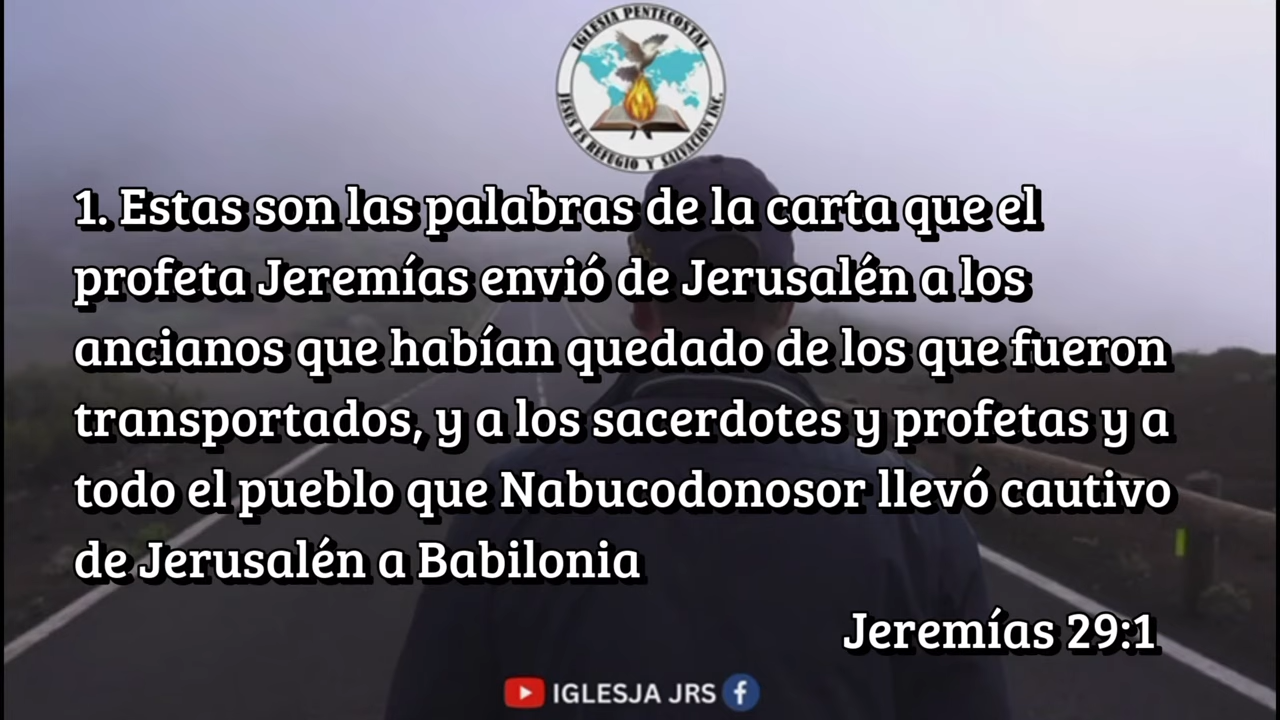 IGLESIA PENTECOSTAL
JESUS ES REFUGIO Y SALVACION INC.
1. Estas son las palabras de la carta que el
profeta Jeremías envió de Jerusalén a los
ancianos que habían quedado de los que fueron
transportados, y a los sacerdotes y profetas y a
todo el pueblo que Nabucodonosor llevó cautivo
de Jerusalén a Babilonia
Jeremías 29:1
IGLESJA JRS